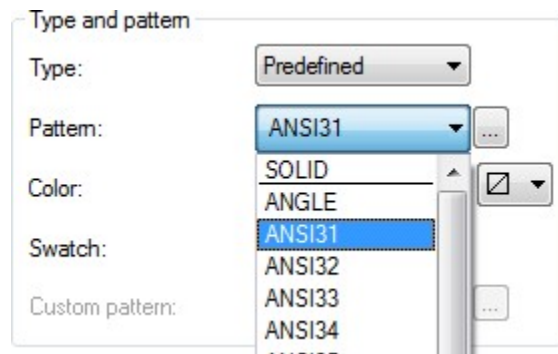 Type and pattern
Type: Predefined
Pattern: ANSI31 ...
SOLID
Color:
ANGLE
ANSI31
Swatch:
ANSI32
ANSI33
Custom pattern: ...
ANSI34